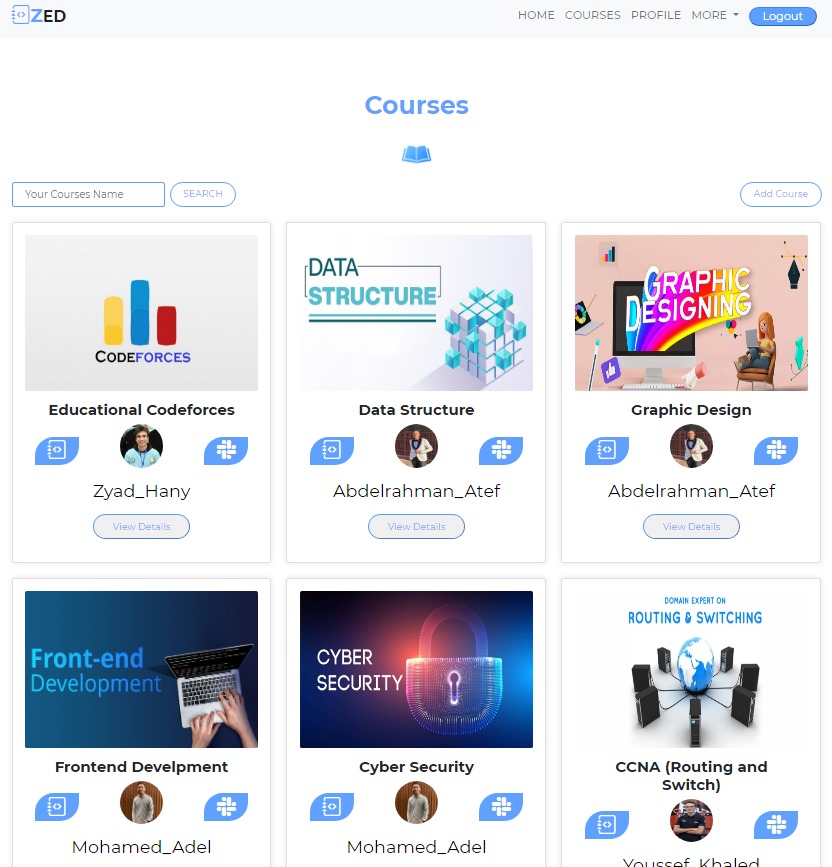 ZED
HOME COURSES PROFILE MORE Logout
Courses
Your Courses Name SEARCH Add Course
CODEFORCES
DATA
STRUCTURE
GRAPHIC
DESIGNING
Educational Codeforces
Data Structure
Graphic Design
Zyad_Hany
Abdelrahman_Atef
Abdelrahman_Atef
View Details
View Details
View Details
Front-end
Development
CYBER
SECURITY
DOMAIN EXPERT ON
ROUTING & SWITCHING
Frontend Develpment
Cyber Security
CCNA (Routing and
Switch)
Mohamed_Adel
Mohamed_Adel
Youssef_Khaled